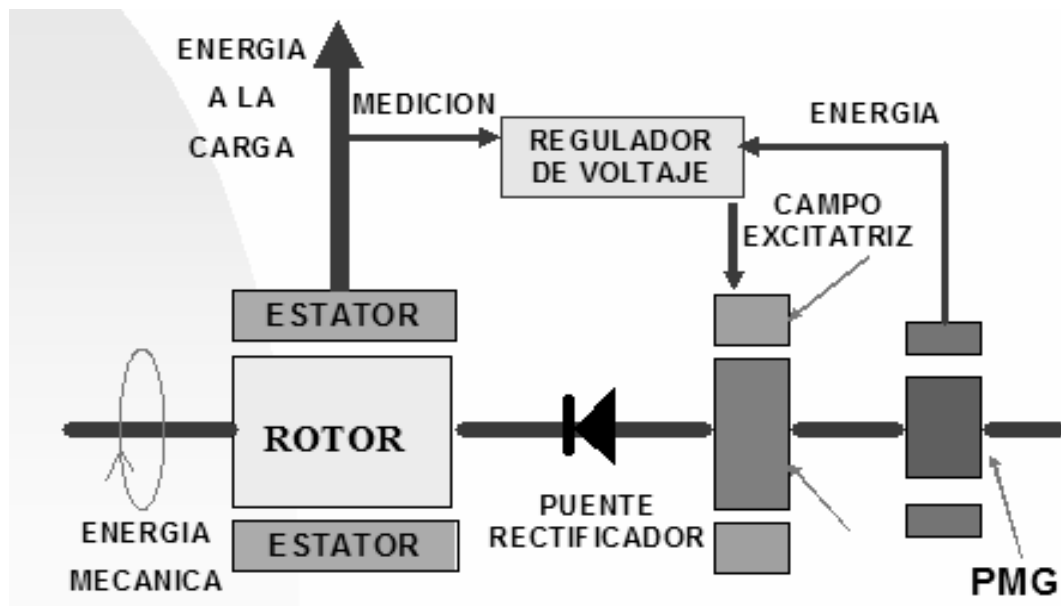 ENERGIA
A LA
CARGA
MEDICION
REGULADOR
DE VOLTAJE
ENERGIA
CAMPO
EXCITATRIZ
ESTATOR
ROTOR
ESTATOR
ENERGIA
MECANICA
PUENTE
RECTIFICADOR
PMG